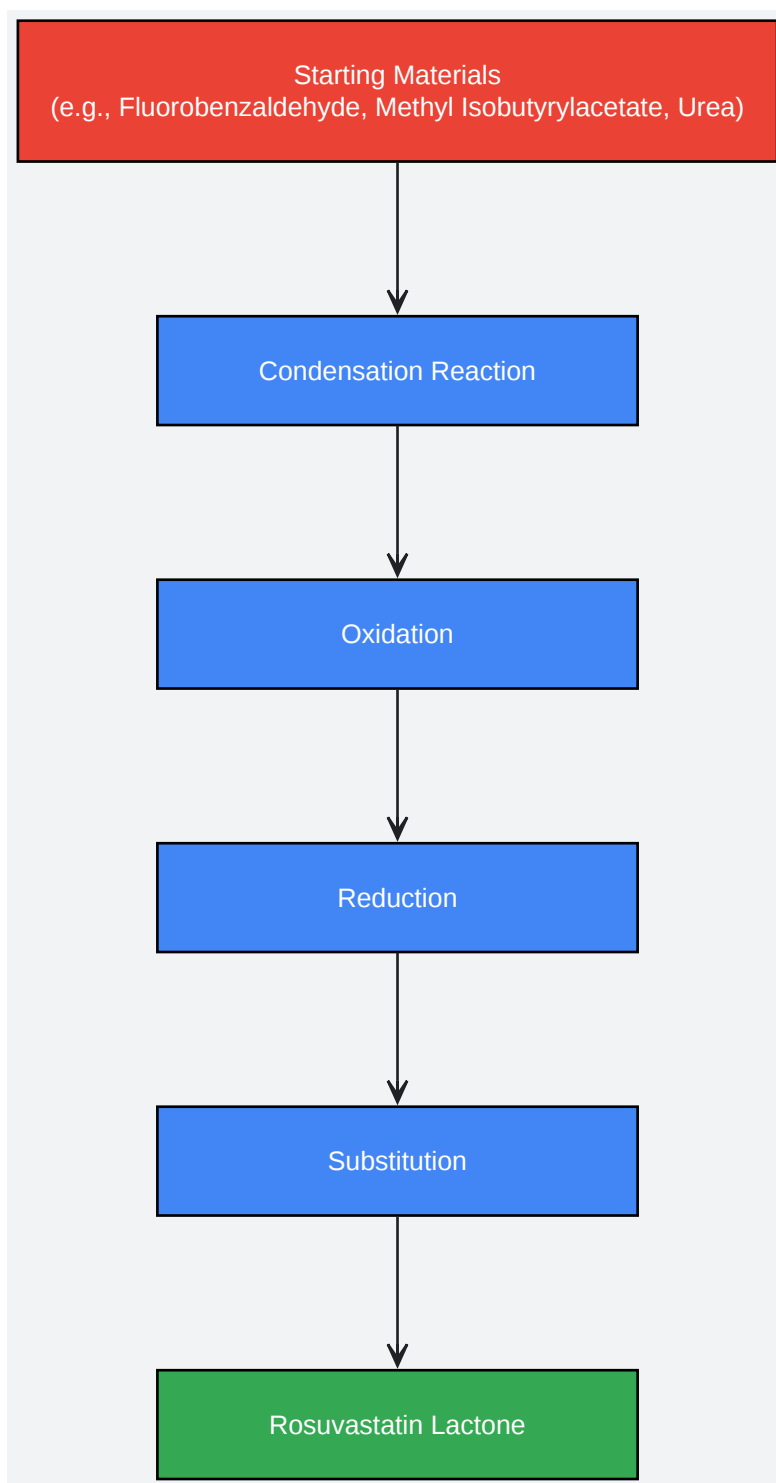 Starting Materials
(e.g., Fluorobenzaldehyde, Methyl Isobutyrylacetate, Urea)
Condensation Reaction
Oxidation
Reduction
Substitution
Rosuvastatin Lactone